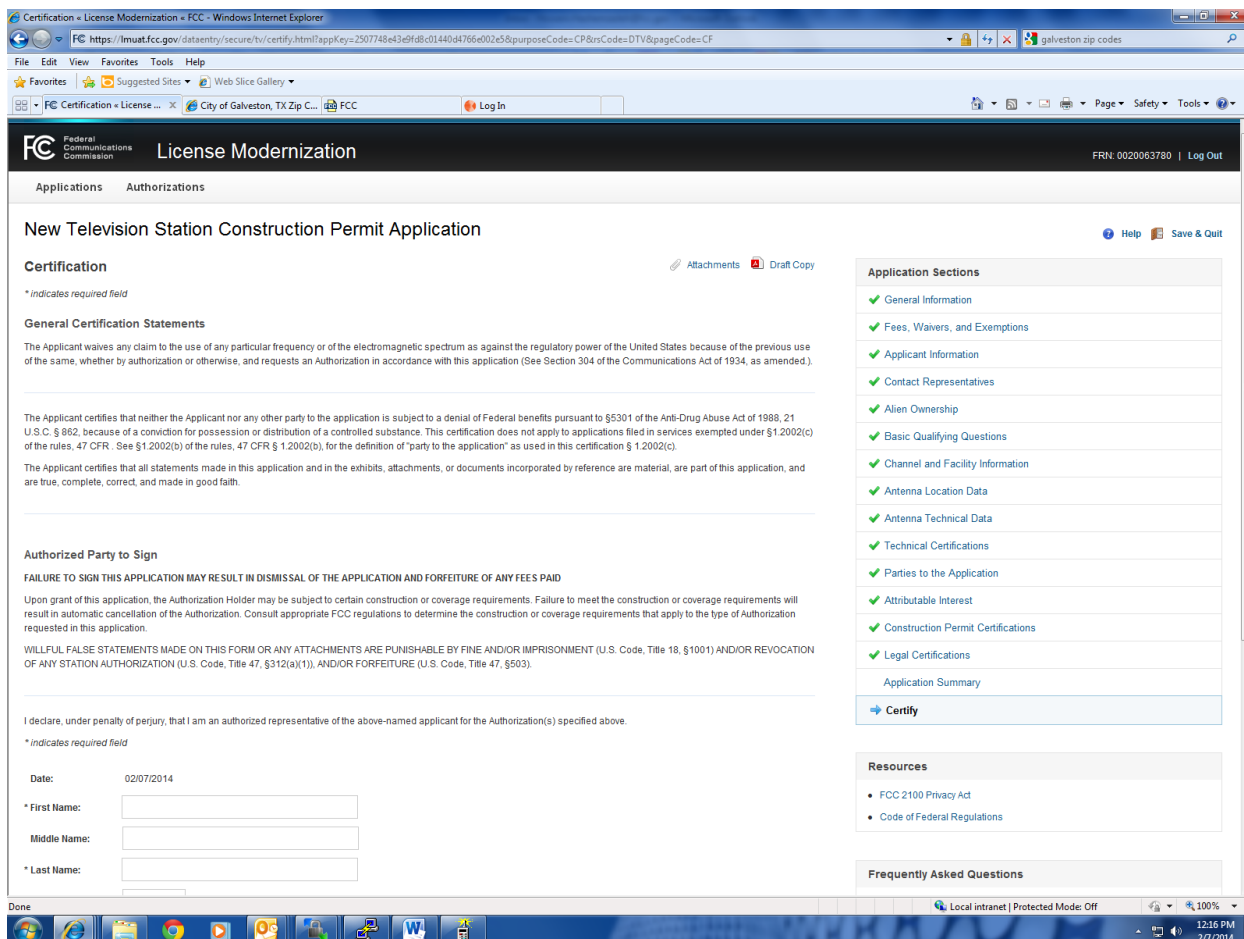 Certification « License Modernization « FCC - Windows Internet Explorer
https://lmuat.fcc.gov/dataentry/secure/tv/certify.html?appKey=2507748e43e9fd8c01440d4766e002e5&purposeCode=CP&rsCode=DTV&pageCode=CF
galveston zip codes
File Edit View Favorites Tools Help
Favorites Suggested Sites Web Slice Gallery
FC Certification « License ... X City of Galveston, TX Zip C... FCC Log In Page Safety Tools
FC Federal Communications Commission License Modernization
FRN: 0020063780 | Log Out
Applications Authorizations
New Television Station Construction Permit Application
Help Save & Quit
Certification
Attachments Draft Copy
* indicates required field
General Certification Statements
The Applicant waives any claim to the use of any particular frequency or of the electromagnetic spectrum as against the regulatory power of the United States because of the previous use
of the same, whether by authorization or otherwise, and requests an Authorization in accordance with this application (See Section 304 of the Communications Act of 1934, as amended.).
The Applicant certifies that neither the Applicant nor any other party to the application is subject to a denial of Federal benefits pursuant to §5301 of the Anti-Drug Abuse Act of 1988, 21
U.S.C. § 862, because of a conviction for possession or distribution of a controlled substance. This certification does not apply to applications filed in services exempted under §1.2002(c)
of the rules, 47 CFR . See §1.2002(b) of the rules, 47 CFR § 1.2002(b), for the definition of "party to the application" as used in this certification § 1.2002(c).
The Applicant certifies that all statements made in this application and in the exhibits, attachments, or documents incorporated by reference are material, are part of this application, and
are true, complete, correct, and made in good faith.
Authorized Party to Sign
FAILURE TO SIGN THIS APPLICATION MAY RESULT IN DISMISSAL OF THE APPLICATION AND FORFEITURE OF ANY FEES PAID
Upon grant of this application, the Authorization Holder may be subject to certain construction or coverage requirements. Failure to meet the construction or coverage requirements will
result in automatic cancellation of the Authorization. Consult appropriate FCC regulations to determine the construction or coverage requirements that apply to the type of Authorization
requested in this application.
WILLFUL FALSE STATEMENTS MADE ON THIS FORM OR ANY ATTACHMENTS ARE PUNISHABLE BY FINE AND/OR IMPRISONMENT (U.S. Code, Title 18, §1001) AND/OR REVOCATION
OF ANY STATION AUTHORIZATION (U.S. Code, Title 47, §312(a)(1)), AND/OR FORFEITURE (U.S. Code, Title 47, §503).
I declare, under penalty of perjury, that I am an authorized representative of the above-named applicant for the Authorization(s) specified above.
* indicates required field
Date: 02/07/2014
* First Name:
Middle Name:
* Last Name:
Application Sections
General Information
Fees, Waivers, and Exemptions
Applicant Information
Contact Representatives
Alien Ownership
Basic Qualifying Questions
Channel and Facility Information
Antenna Location Data
Antenna Technical Data
Technical Certifications
Parties to the Application
Attributable Interest
Construction Permit Certifications
Legal Certifications
Application Summary
Certify
Resources
• FCC 2100 Privacy Act
• Code of Federal Regulations
Frequently Asked Questions
Done
Local intranet | Protected Mode: Off
100%
12:16 PM
2/7/2014